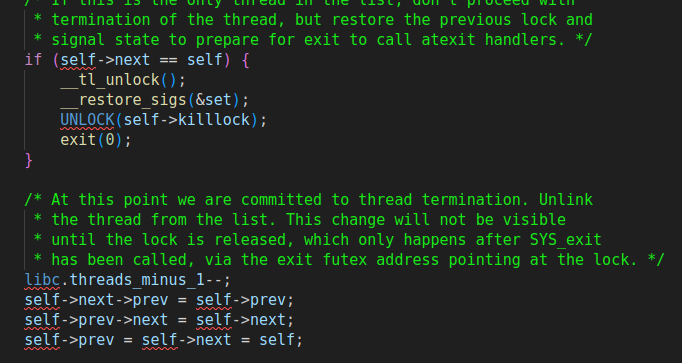 /* If this is the only thread in the list, don't proceed with
* termination of the thread, but restore the previous lock and
* signal state to prepare for exit to call atexit handlers. */
if (self->next == self) {
__tl_unlock();
__restore_sigs(&set);
UNLOCK(self->killlock);
exit(0);
}
/* At this point we are committed to thread termination. Unlink
* the thread from the list. This change will not be visible
* until the lock is released, which only happens after SYS_exit
* has been called, via the exit futex address pointing at the lock. */
libc.threads_minus_1--;
self->next->prev = self->prev;
self->prev->next = self->next;
self->prev = self->next = self;